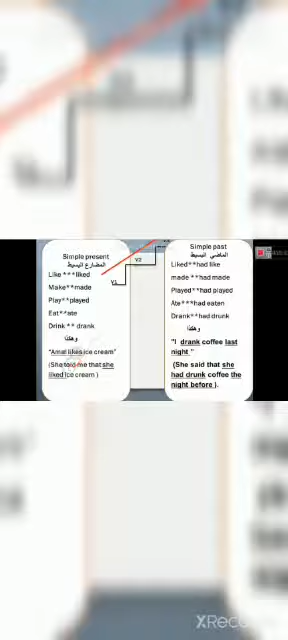 Simple present
المضارع البسيط
Like ***liked
Make**made
Play**played
Eat**ate
Drink ** drank
وهكذا
"Amal likes ice cream"
(She told me that she
liked ice cream )
V2
Simple past
الماضي البسيط
Liked**had like
made **had made
Played**had played
Ate***had eaten
Drank**had drunk
وهكذا
"I drank coffee last
night "
(She said that she
had drunk coffee the
night before ).